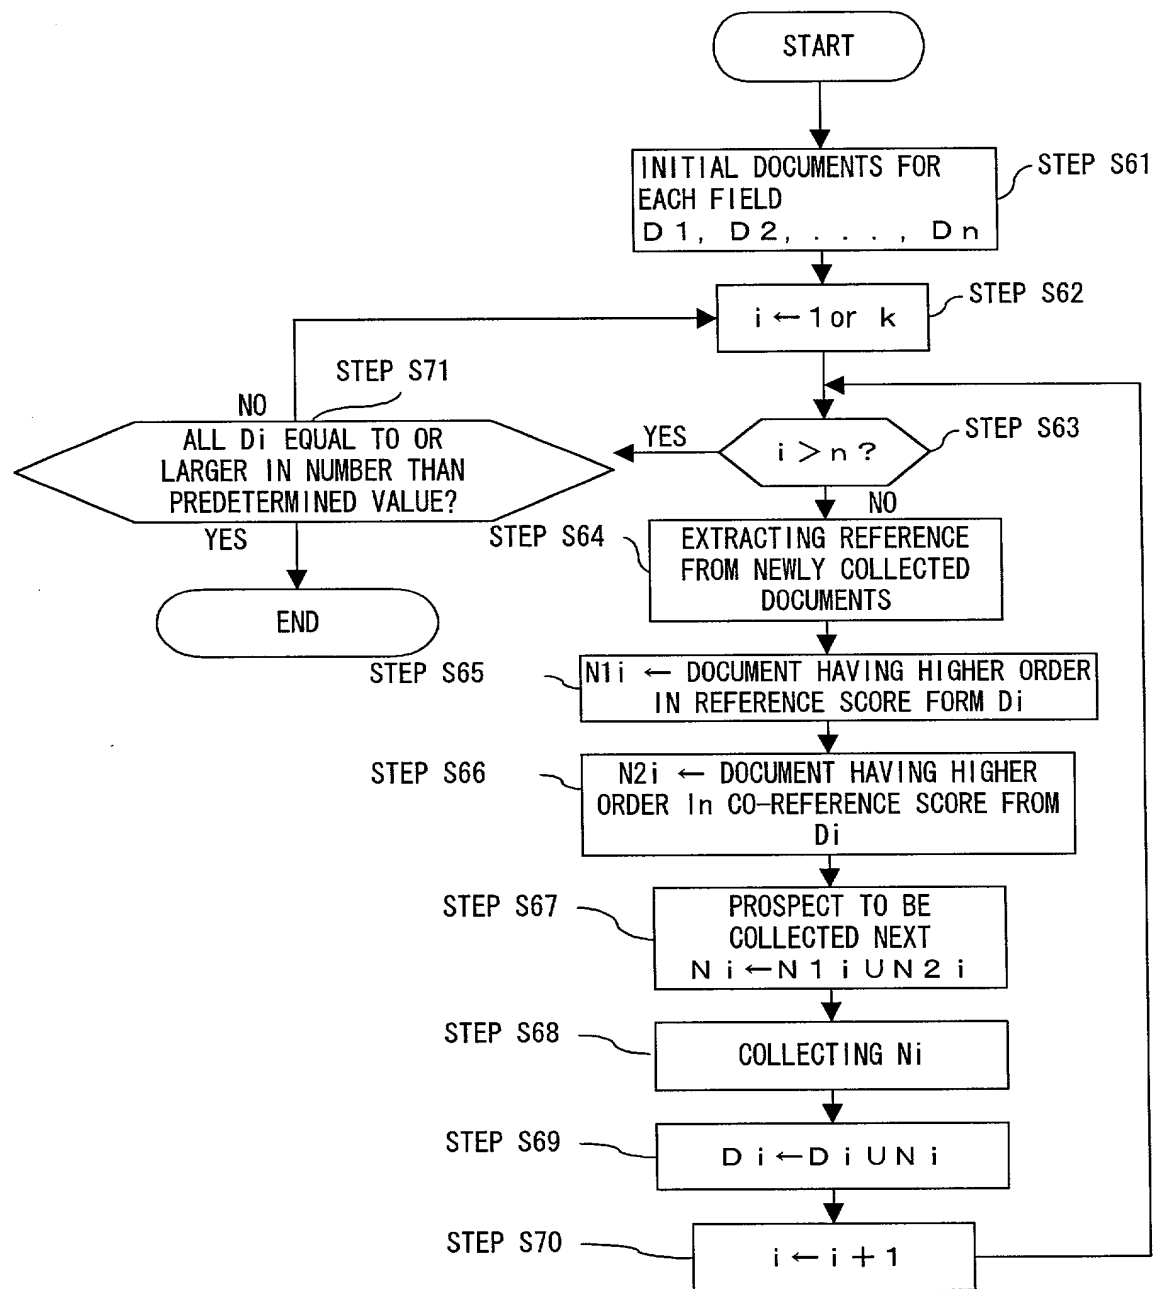 START
INITIAL DOCUMENTS FOR
EACH FIELD
D1, D2, . . . ., Dn
STEP S61
i ← 1 or k
STEP S62
STEP S71
NO
ALL Di EQUAL TO OR
LARGER IN NUMBER THAN
PREDETERMINED VALUE?
YES
END
YES
i > n ?
STEP S63
NO
STEP S64
EXTRACTING REFERENCE
FROM NEWLY COLLECTED
DOCUMENTS
STEP S65
N1i ← DOCUMENT HAVING HIGHER ORDER
IN REFERENCE SCORE FORM Di
STEP S66
N2i ← DOCUMENT HAVING HIGHER
ORDER In CO-REFERENCE SCORE FROM
Di
STEP S67
PROSPECT TO BE
COLLECTED NEXT
Ni←N1i∪N2i
STEP S68
COLLECTING Ni
STEP S69
Di←Di∪Ni
STEP S70
i ← i + 1